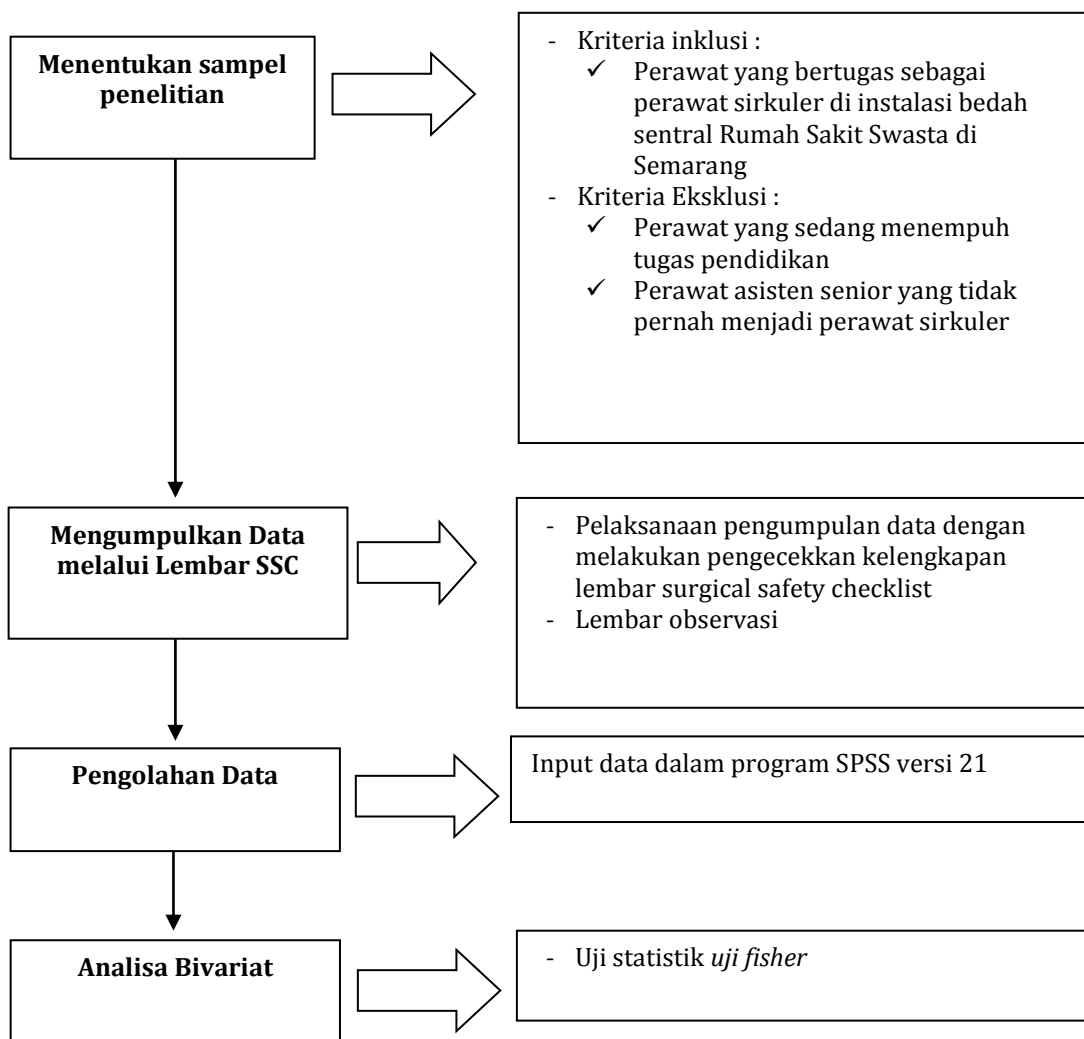 Menentukan sampel
penelitian
- Kriteria inklusi :
✓ Perawat yang bertugas sebagai
perawat sirkuler di instalasi bedah
sentral Rumah Sakit Swasta di
Semarang
- Kriteria Eksklusi :
✓ Perawat yang sedang menempuh
tugas pendidikan
✓ Perawat asisten senior yang tidak
pernah menjadi perawat sirkuler
Mengumpulkan Data
melalui Lembar SSC
- Pelaksanaan pengumpulan data dengan
melakukan pengecekkan kelengkapan
lembar surgical safety checklist
- Lembar observasi
Pengolahan Data
Input data dalam program SPSS versi 21
Analisa Bivariat
- Uji statistik uji fisher